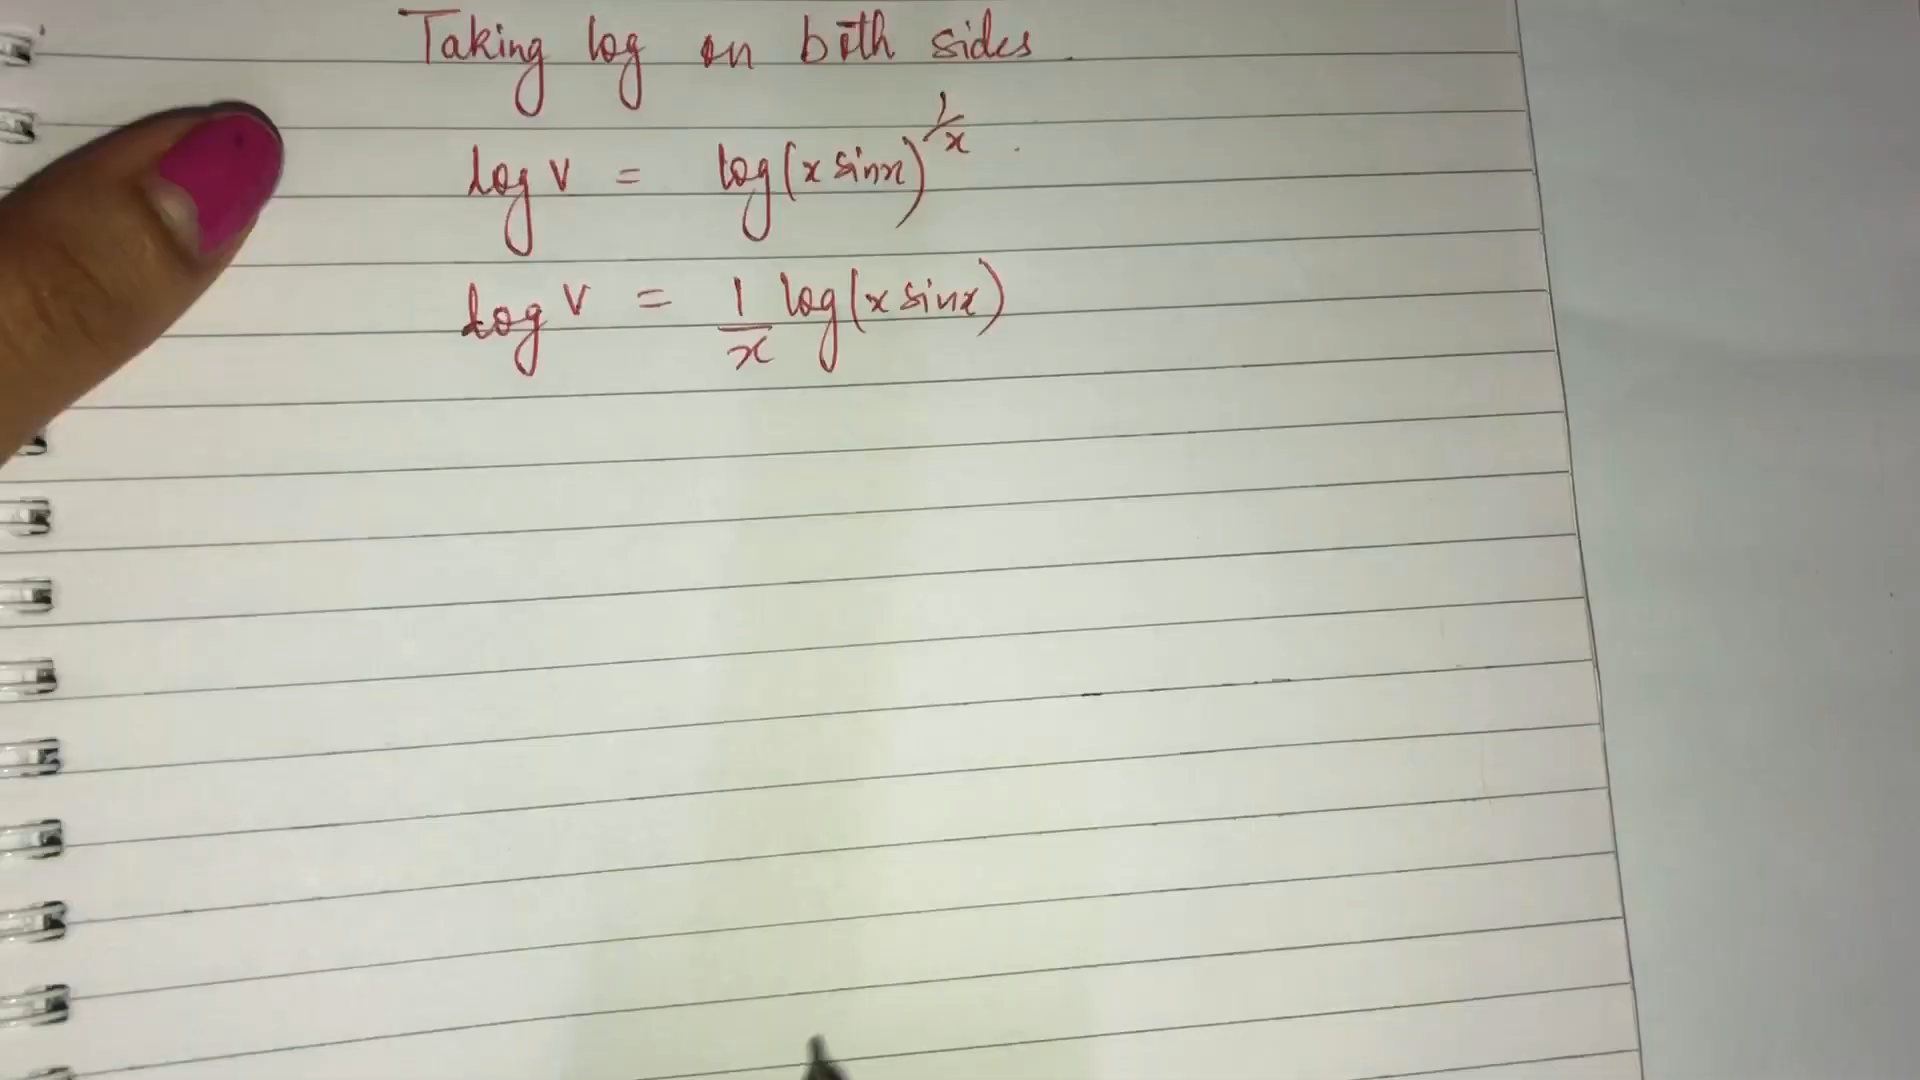 Taking log on both sides
log v = log(x sinx)^{1/x}
log v = 1/x log(x sinx)